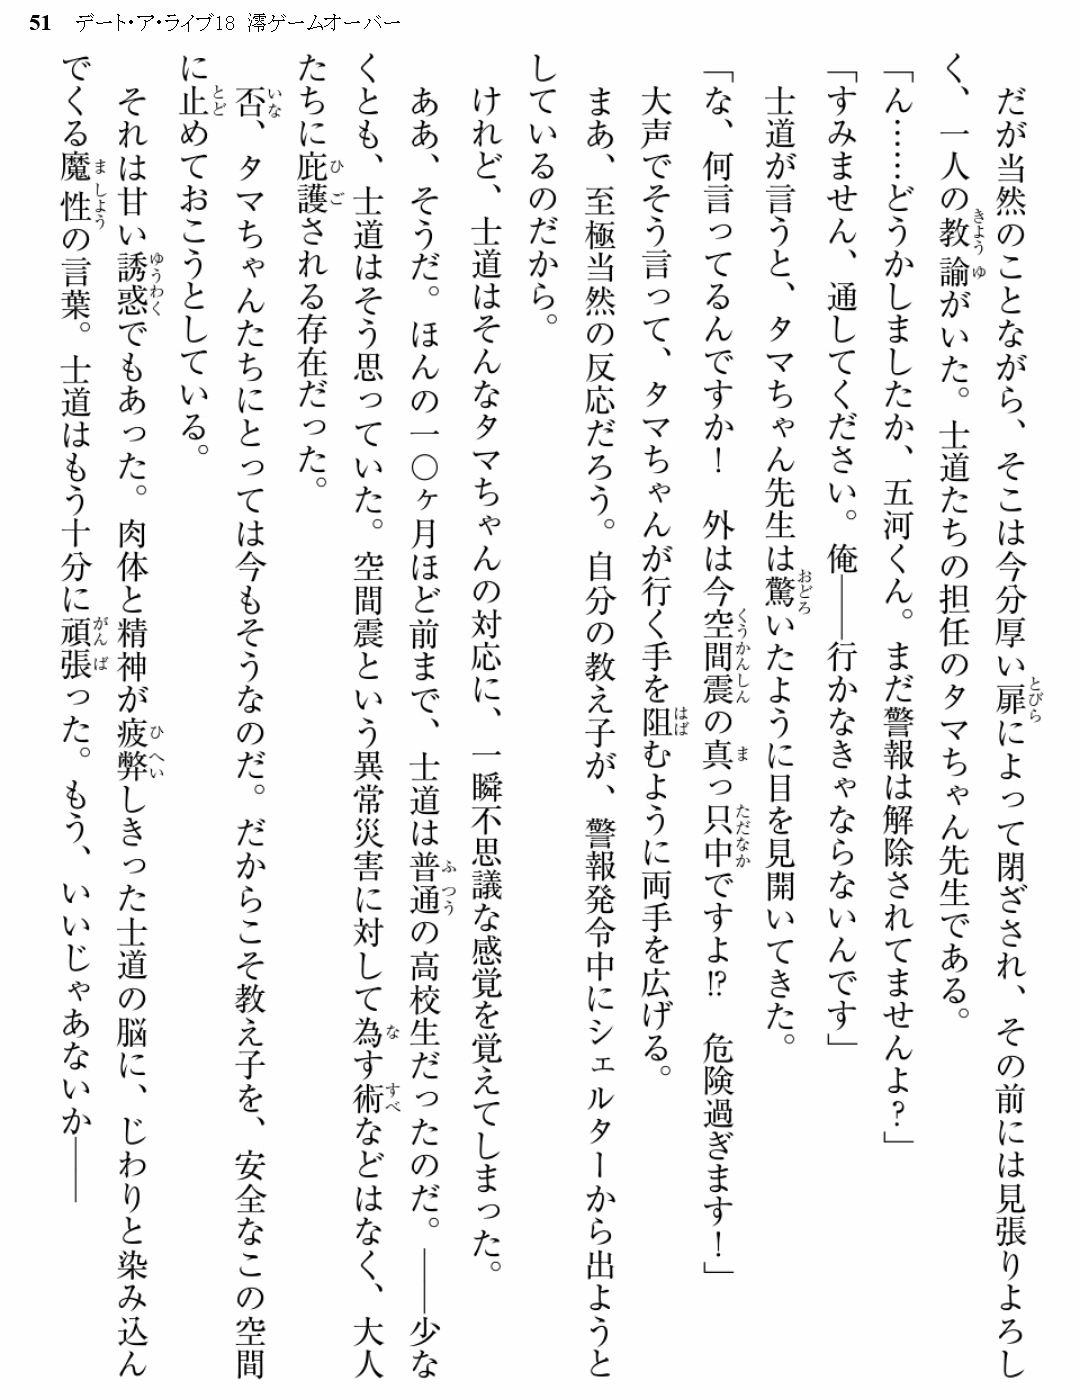 51 デート・ア・ライブ18 澪ゲームオーバー
だが当然のことながら、そこは今分厚い扉によって閉ざされ、その前には見張りよろし
く、一人の教諭がいた。士道たちの担任のタマちゃん先生である。
「ん……どうかしましたか、五河くん。まだ警報は解除されてませんよ？」
「すみません、通してください。俺――行かなきゃならないんです」
士道が言うと、タマちゃん先生は驚いたように目を見開いてきた。
「な、何言ってるんですか！　外は今空間震の真っ只中ですよ!?　危険過ぎます！」
大声でそう言って、タマちゃんが行く手を阻むように両手を広げる。
まあ、至極当然の反応だろう。自分の教え子が、警報発令中にシェルターから出ようと
しているのだから。
けれど、士道はそんなタマちゃんの対応に、一瞬不思議な感覚を覚えてしまった。
ああ、そうだ。ほんの一〇ヶ月ほど前まで、士道は普通の高校生だったのだ。――少な
くとも、士道はそう思っていた。空間震という異常災害に対して為す術などはなく、大人
たちに庇護される存在だった。
否、タマちゃんたちにとっては今もそうなのだ。だからこそ教え子を、安全なこの空間
に止めておこうとしている。
それは甘い誘惑でもあった。肉体と精神が疲弊しきった士道の脳に、じわりと染み込ん
でくる魔性の言葉。士道はもう十分に頑張った。もう、いいじゃあないか――